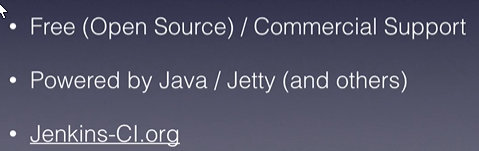 • Free (Open Source) / Commercial Support
• Powered by Java / Jetty (and others)
• Jenkins-CI.org